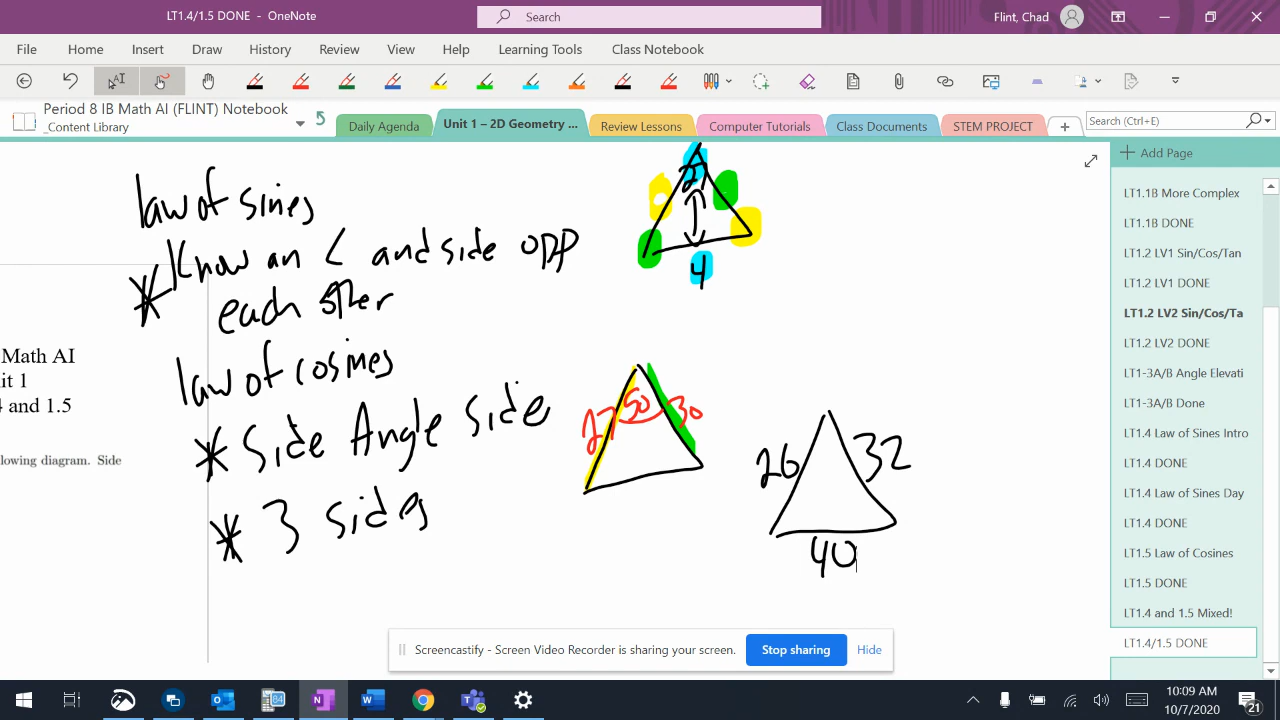 LT1.4/1.5 DONE - OneNote
Search
Flint, Chad
File Home Insert Draw History Review View Help Learning Tools Class Notebook
Period 8 IB Math AI (FLINT) Notebook
_Content Library
Daily Agenda
Unit 1 – 2D Geometry ...
Review Lessons
Computer Tutorials
Class Documents
STEM PROJECT
Search (Ctrl+E)
Add Page
LT1.1B More Complex
LT1.1B DONE
LT1.2 LV1 Sin/Cos/Tan
LT1.2 LV1 DONE
LT1.2 LV2 Sin/Cos/Ta
LT1.2 LV2 DONE
LT1-3A/B Angle Elevati
LT1-3A/B Done
LT1.4 Law of Sines Intro
LT1.4 DONE
LT1.4 Law of Sines Day
LT1.4 DONE
LT1.5 Law of Cosines
LT1.5 DONE
LT1.4 and 1.5 Mixed!
LT1.4/1.5 DONE
law of sines
* Know an < and side opp
each other
law of cosines
* Side Angle side
* 3 sides
Math AI
it 1
4 and 1.5
lowing diagram. Side
4
27 50 30
26 32
40
Screencastify - Screen Video Recorder is sharing your screen.
Stop sharing
Hide
10:09 AM
10/7/2020
21